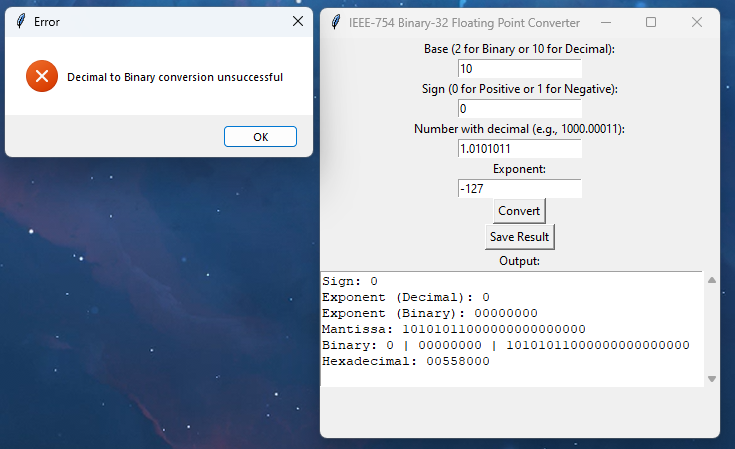 Error
Decimal to Binary conversion unsuccessful
OK
IEEE-754 Binary-32 Floating Point Converter
Base (2 for Binary or 10 for Decimal):
10
Sign (0 for Positive or 1 for Negative):
0
Number with decimal (e.g., 1000.00011):
1.0101011
Exponent:
-127
Convert
Save Result
Output:
Sign: 0
Exponent (Decimal): 0
Exponent (Binary): 00000000
Mantissa: 10101011000000000000000
Binary: 0 | 00000000 | 10101011000000000000000
Hexadecimal: 00558000